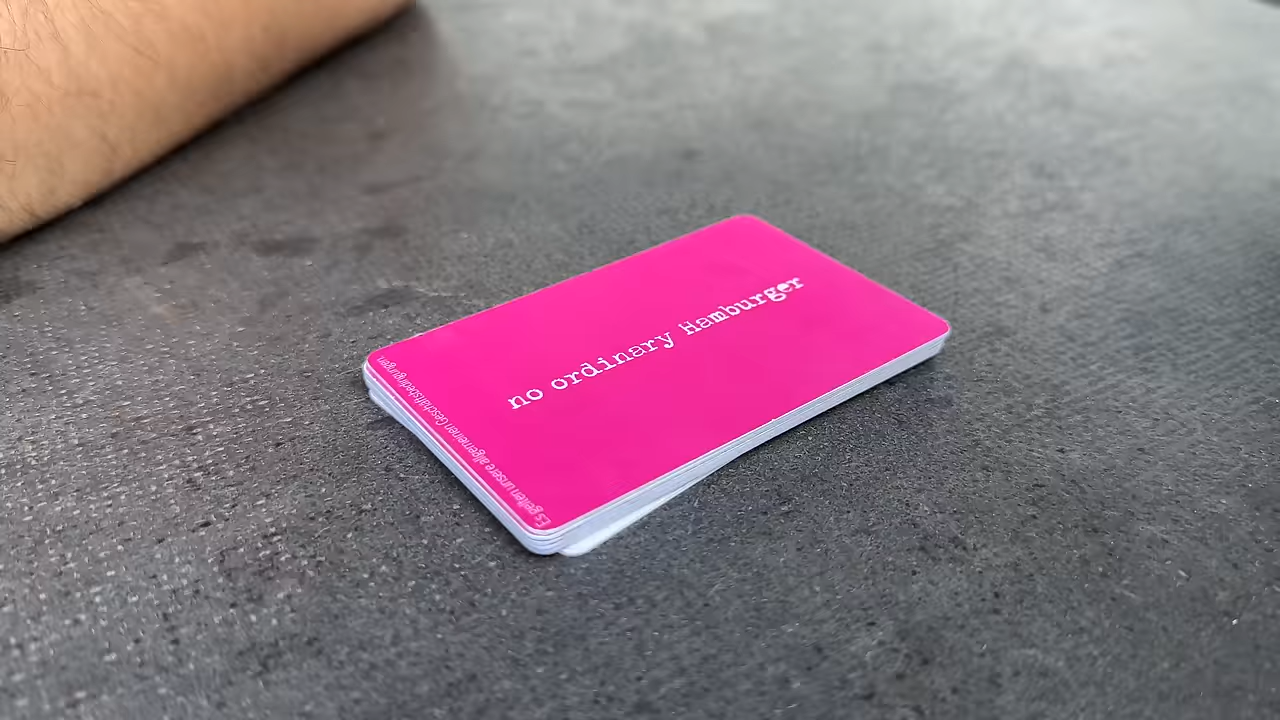 no ordinary Hamburger
Es gelten unsere allgemeinen Geschäftsbedingungen.